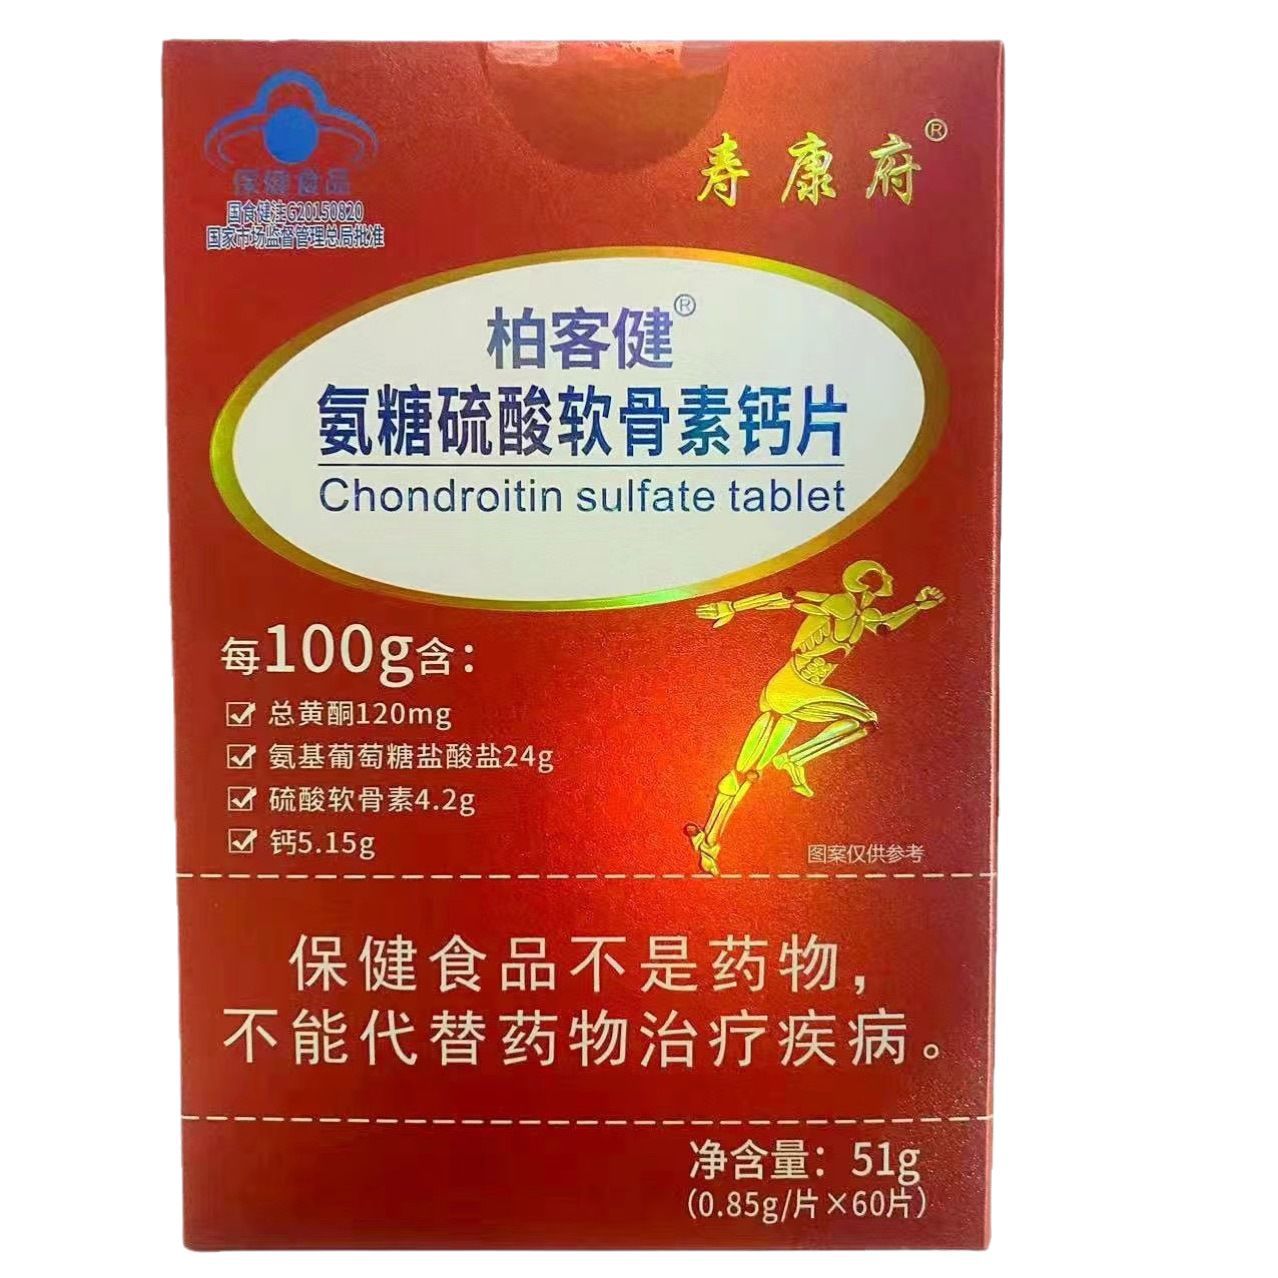 保健食品
国食健注G20150820
国家市场监督管理总局批准
寿康府®
柏客健®
氨糖硫酸软骨素钙片
Chondroitin sulfate tablet
每100g含：
总黄酮120mg
氨基葡萄糖盐酸盐24g
硫酸软骨素4.2g
钙5.15g
图案仅供参考
保健食品不是药物，
不能代替药物治疗疾病。
净含量：51g
（0.85g/片×60片）